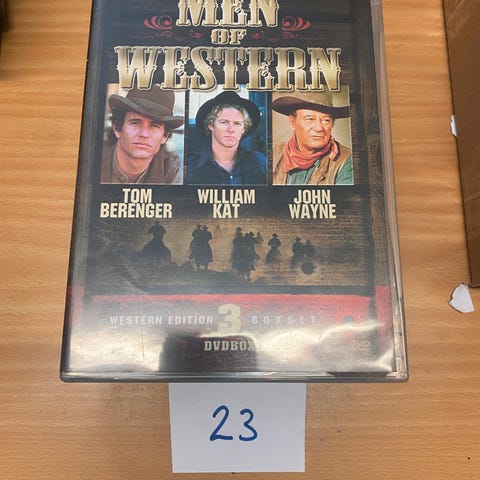 MEN
OF
WESTERN
TOM BERENGER
WILLIAM KAT
JOHN WAYNE
WESTERN EDITION 3 BOXSET
DVDBOX
23